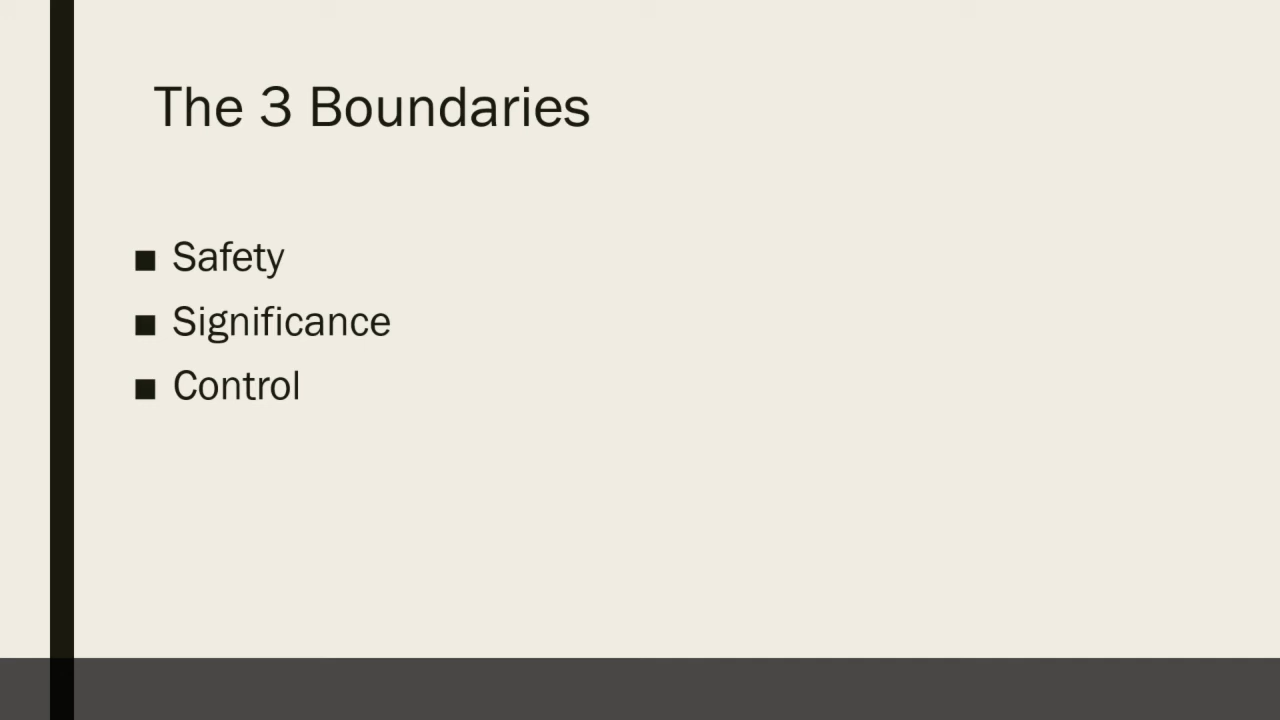 The 3 Boundaries
■ Safety
■ Significance
■ Control